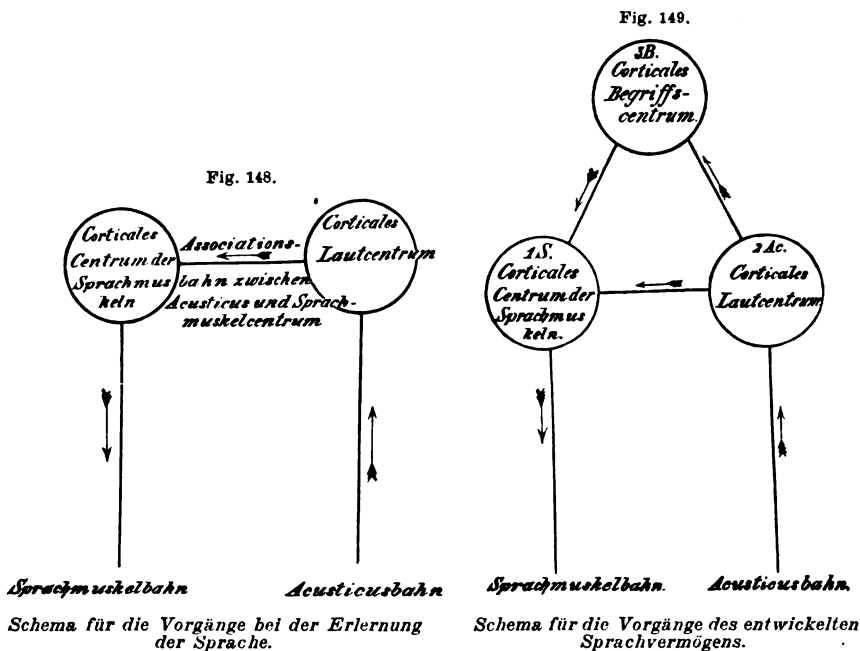 Fig. 148.
Corticales
Centrum der
Sprachmus
keln
Associations-
bahn zwischen
Acusticus und Sprach-
muskelcentrum
Corticales
Lautcentrum
Sprachmuskelbahn
Acusticusbahn
Schema für die Vorgänge bei der Erlernung
der Sprache.
Fig. 149.
3B.
Corticales
Begriffs-
centrum.
1S.
Corticales
Centrum der
Sprachmus
keln.
2 Ac.
Corticales
Lautcentrum
Sprachmuskelbahn.
Acusticusbahn.
Schema für die Vorgänge des entwickelten
Sprachvermögens.